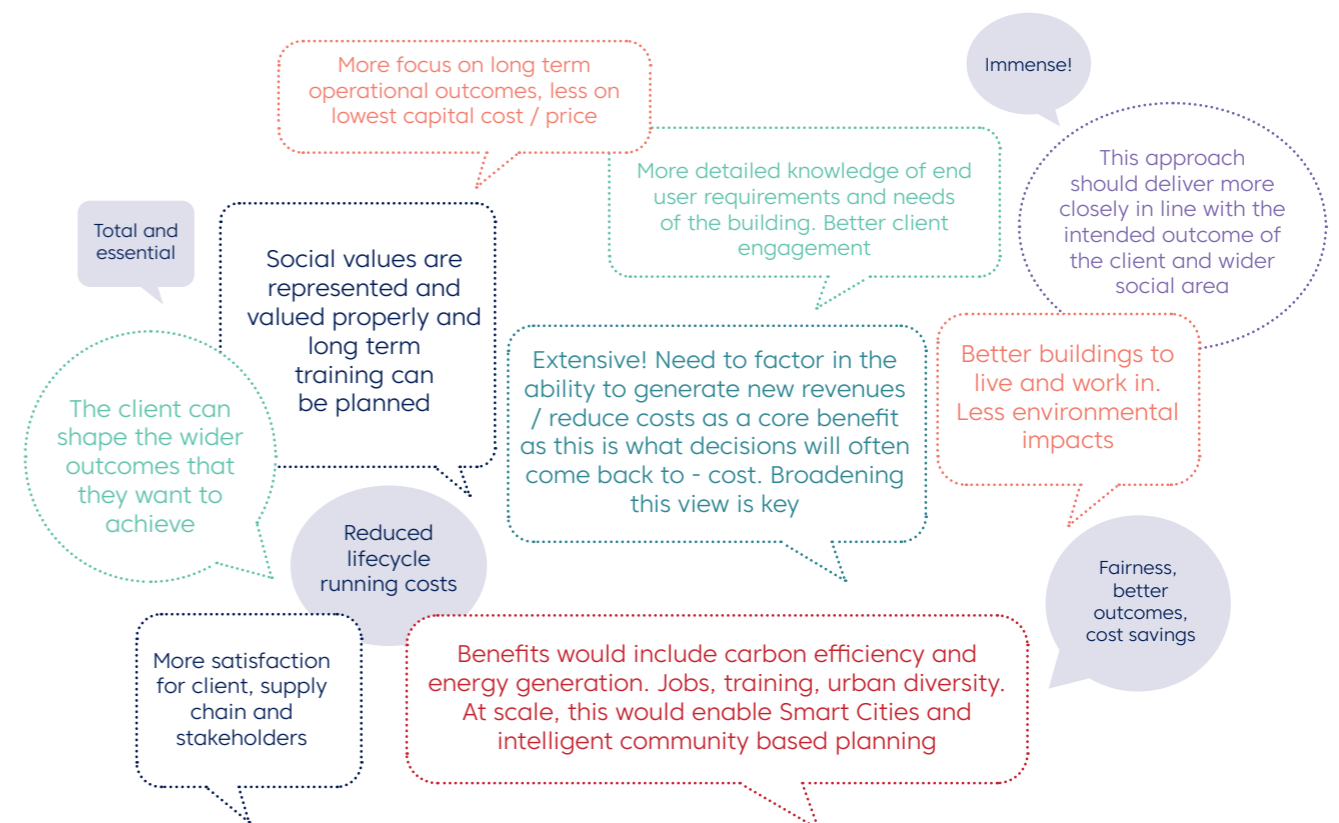 More focus on long term
operational outcomes, less on
lowest capital cost / price
Immense!
More detailed knowledge of end
user requirements and needs
of the building. Better client
engagement
This approach
should deliver more
closely in line with the
intended outcome of
the client and wider
social area
Total and
essential
Social values are
represented and
valued properly and
long term
training can
be planned
Extensive! Need to factor in the
ability to generate new revenues
/ reduce costs as a core benefit
as this is what decisions will often
come back to - cost. Broadening
this view is key
Better buildings to
live and work in.
Less environmental
impacts
The client can
shape the wider
outcomes that
they want to
achieve
Reduced
lifecycle
running costs
Fairness,
better
outcomes,
cost savings
More satisfaction
for client, supply
chain and
stakeholders
Benefits would include carbon efficiency and
energy generation. Jobs, training, urban diversity.
At scale, this would enable Smart Cities and
intelligent community based planning